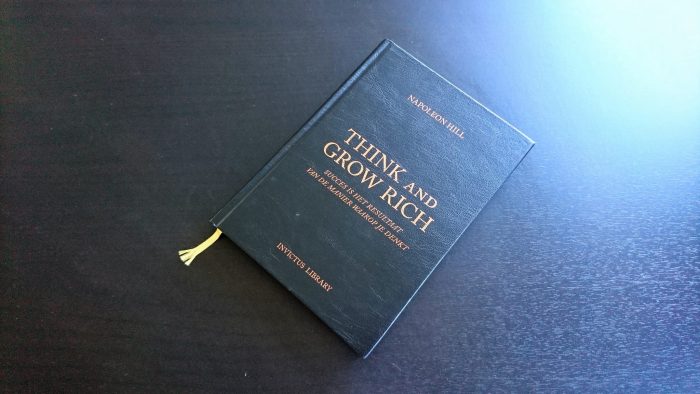 NAPOLEON HILL
THINK AND
GROW RICH
SUCCES IS HET RESULTAAT
VAN DE MANIER WAAROP JE DENKT
INVICTUS LIBRARY